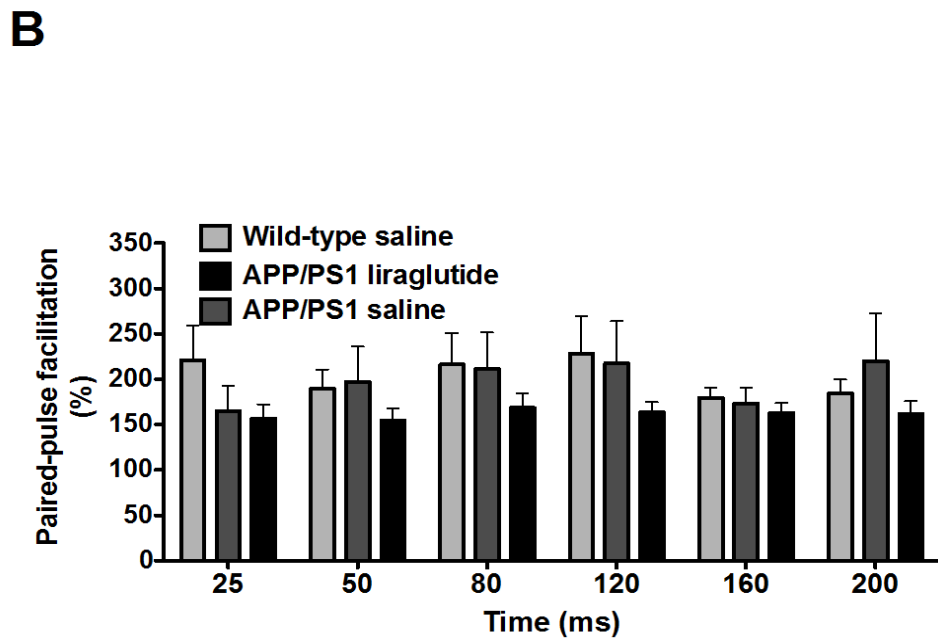 B
Wild-type saline
APP/PS1 liraglutide
APP/PS1 saline
Paired-pulse facilitation
(%)
350
300
250
200
150
100
50
0
25 50 80 120 160 200
Time (ms)